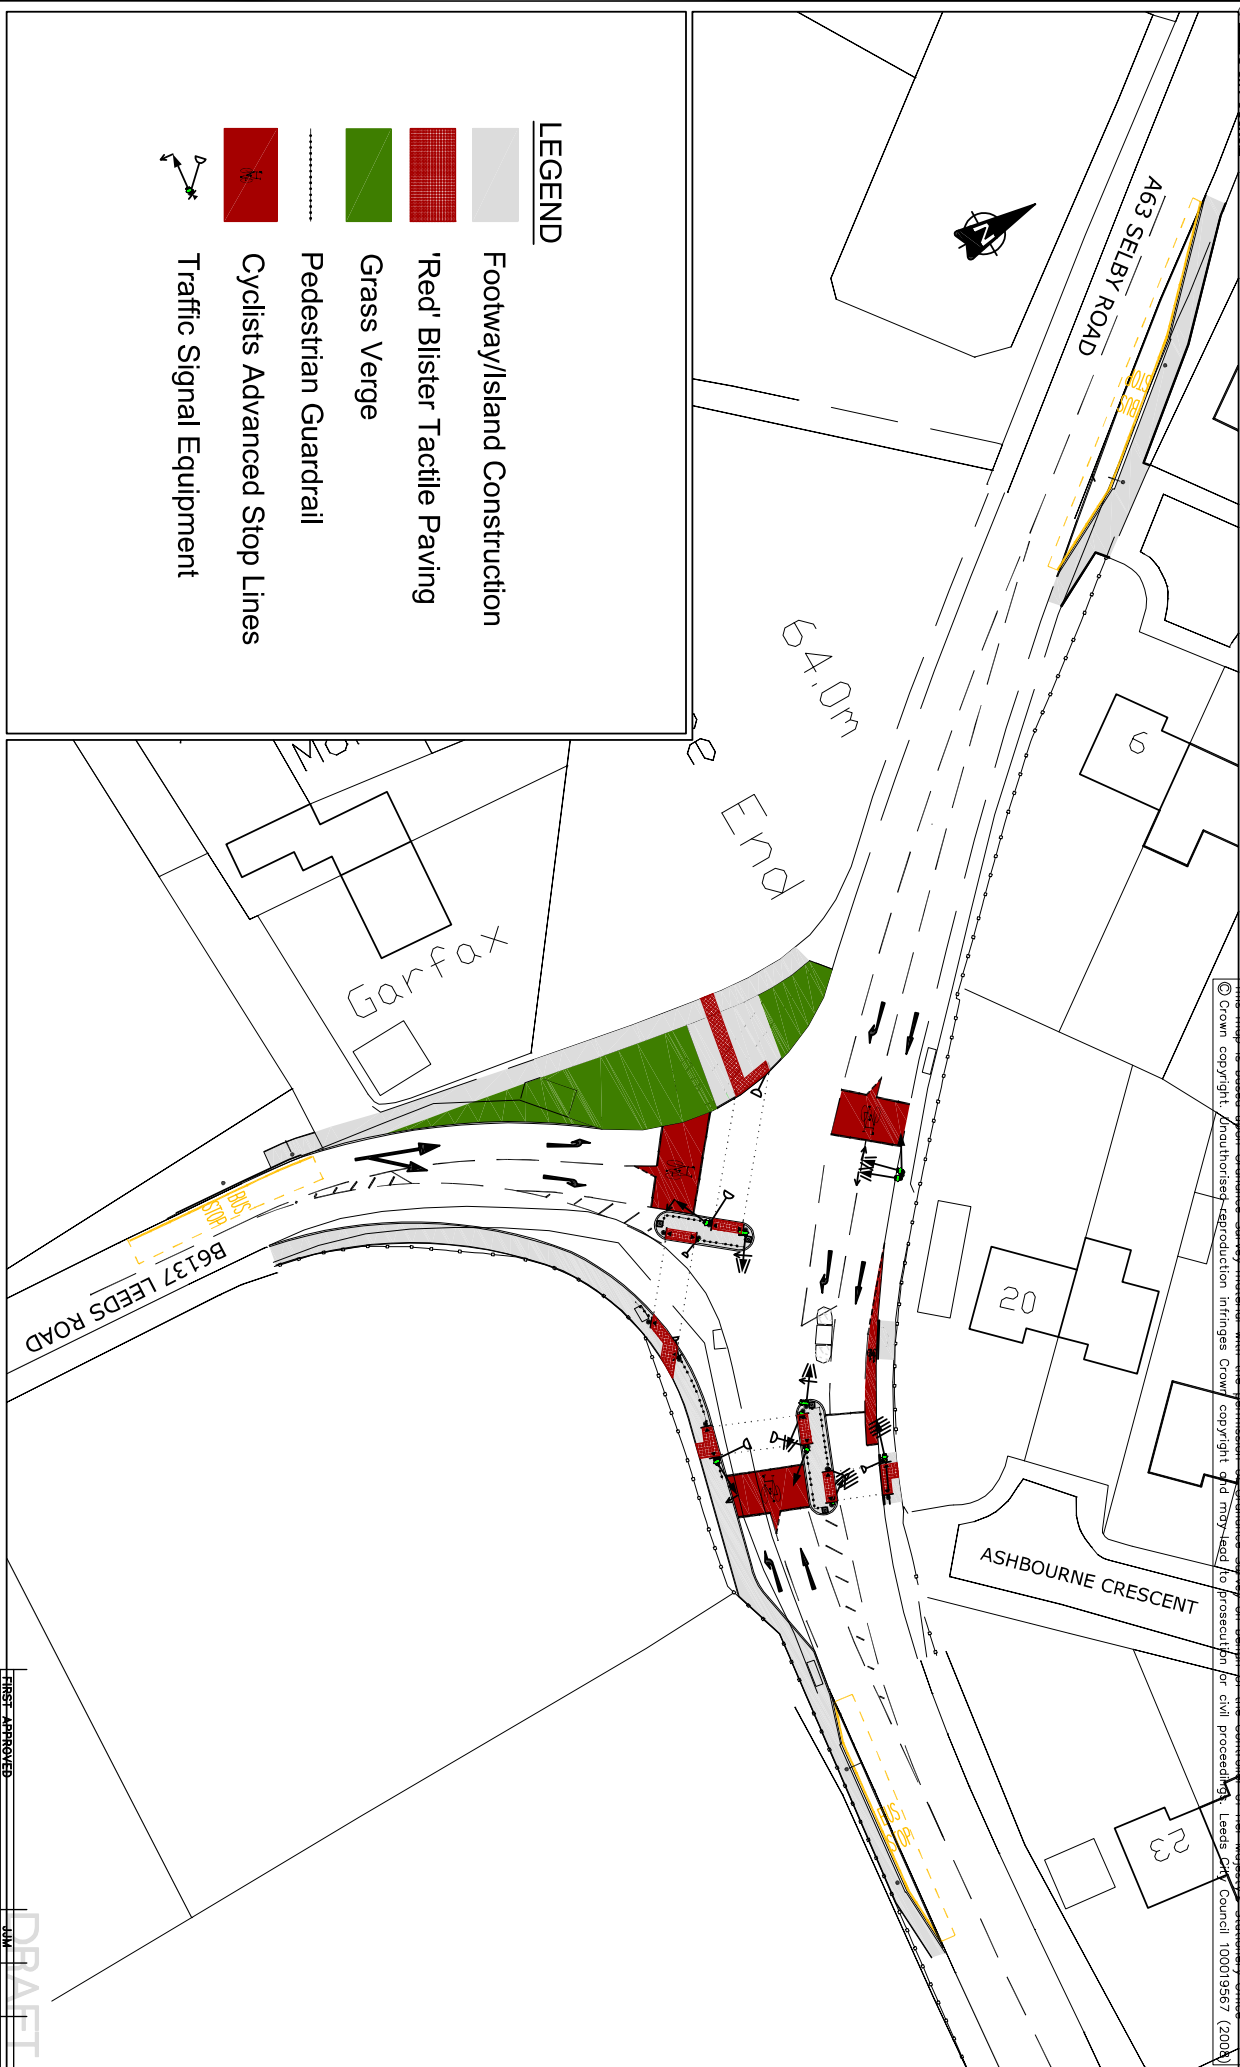 LEGEND
Footway/Island Construction
'Red' Blister Tactile Paving
Grass Verge
Pedestrian Guardrail
Cyclists Advanced Stop Lines
Traffic Signal Equipment
N
A63 SELBY ROAD
BUS
STOP
64.0m
End
6
Garfax
BUS
STOP
B6137 LEEDS ROAD
20
ASHBOURNE CRESCENT
23
BUS
STOP
© Crown copyright. Unauthorised reproduction infringes Crown copyright and may lead to prosecution or civil proceedings. Leeds City Council 100019567 (2008)
FIRST APPROVED
JJM
DRAFT